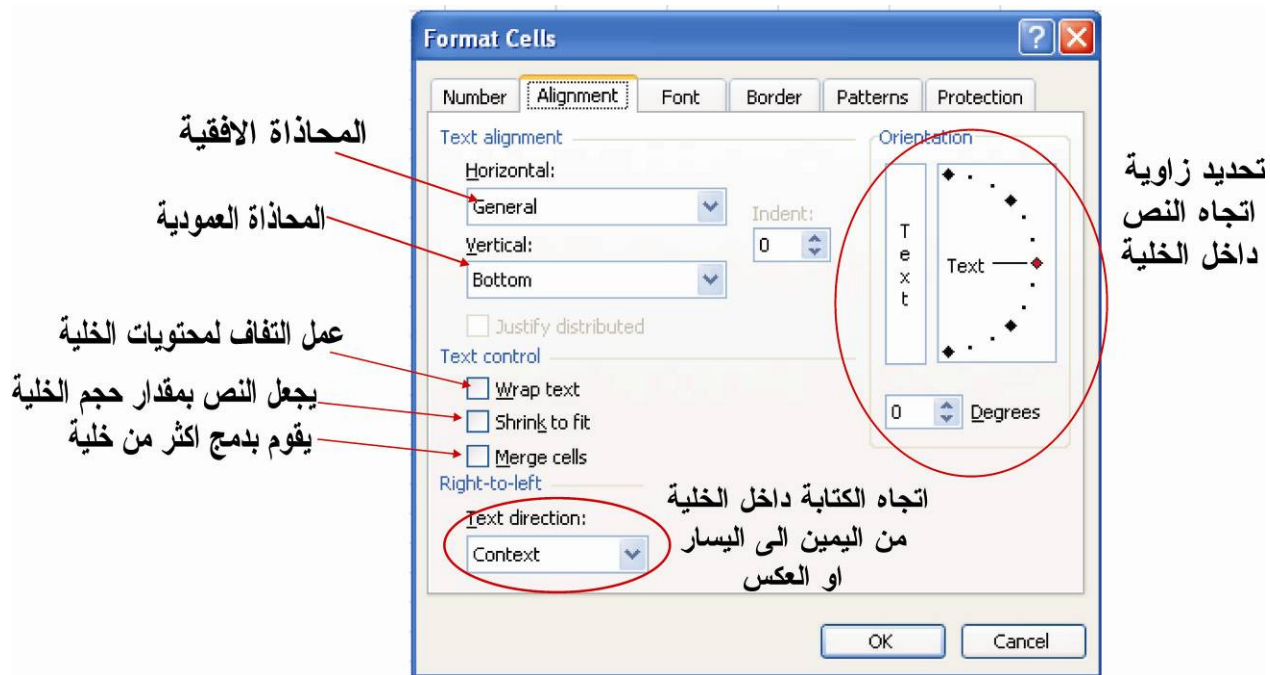 Format Cells
Number Alignment Font Border Patterns Protection
المحاذاة الافقية
Text alignment
Horizontal:
General
المحاذاة العمودية
Vertical:
Bottom
Indent:
0
Justify distributed
Orientation
Text
Text
0 Degrees
تحديد زاوية
اتجاه النص
داخل الخلية
عمل التفاف لمحتويات الخلية
Text control
Wrap text
يجعل النص بمقدار حجم الخلية
Shrink to fit
يقوم بدمج اكثر من خلية
Merge cells
Right-to-left
Text direction:
Context
اتجاه الكتابة داخل الخلية
من اليمين الى اليسار
او العكس
OK Cancel